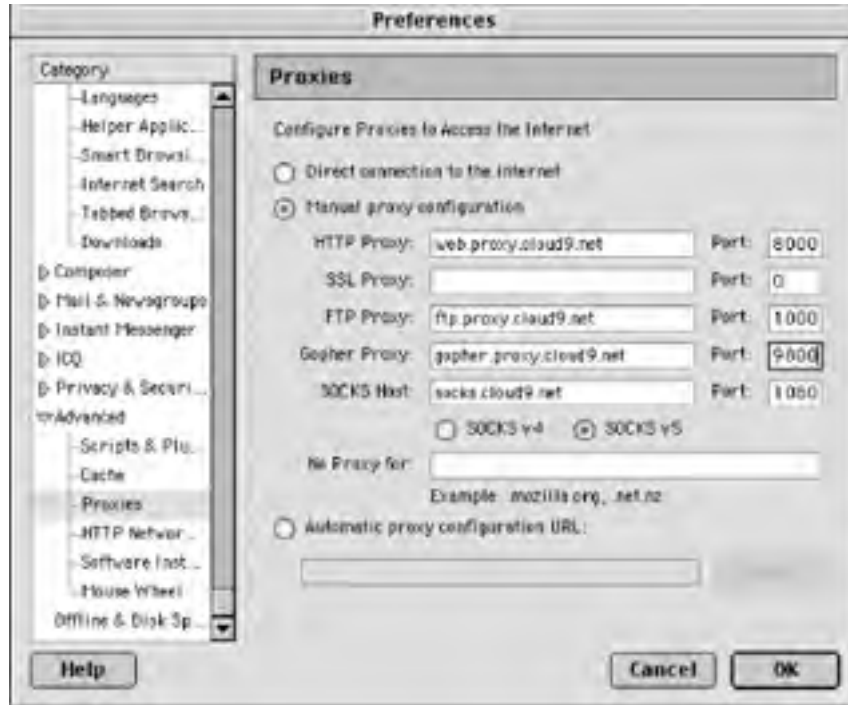 Preferences
Category
Languages
Helper Applic...
Smart Browsi...
Internet Search
Tabbed Brows...
Downloads
Composer
Mail & Newsgroups
Instant Messenger
ICQ
Privacy & Securi...
Advanced
Scripts & Plu...
Cache
Proxies
HTTP Networ...
Software Inst...
Mouse Wheel
Offline & Disk Sp...
Proxies
Configure Proxies to Access the Internet
Direct connection to the Internet
Manual proxy configuration
HTTP Proxy: web.proxy.cloud9.net Port: 8000
SSL Proxy: Port: 0
FTP Proxy: ftp.proxy.cloud9.net Port: 1000
Gopher Proxy: gopher.proxy.cloud9.net Port: 9800
SOCKS Host: socks.cloud9.net Port: 1080
SOCKS v4 SOCKS v5
No Proxy for:
Example: .mozilla.org, .net.nz
Automatic proxy configuration URL:
Help Cancel OK